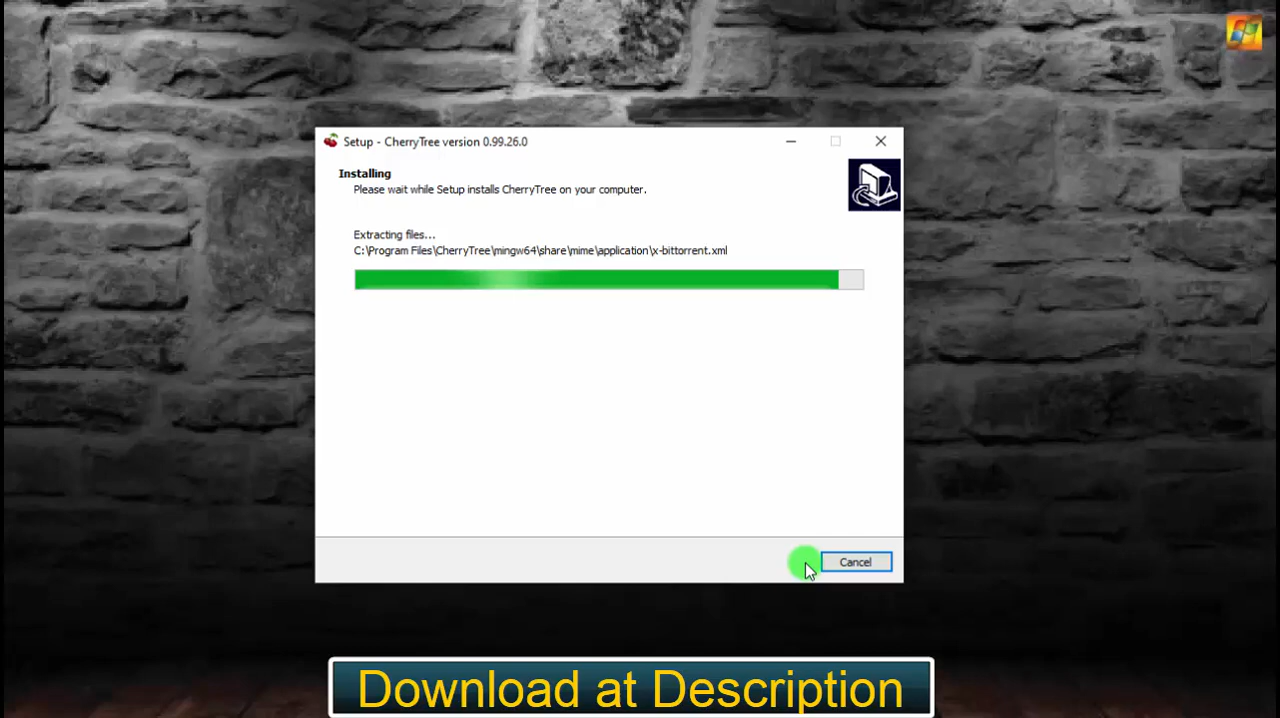 Setup - CherryTree version 0.99.26.0
Installing
Please wait while Setup installs CherryTree on your computer.
Extracting files...
C:\Program Files\CherryTree\mingw64\share\mime\application\x-bittorrent.xml
Cancel
Download at Description